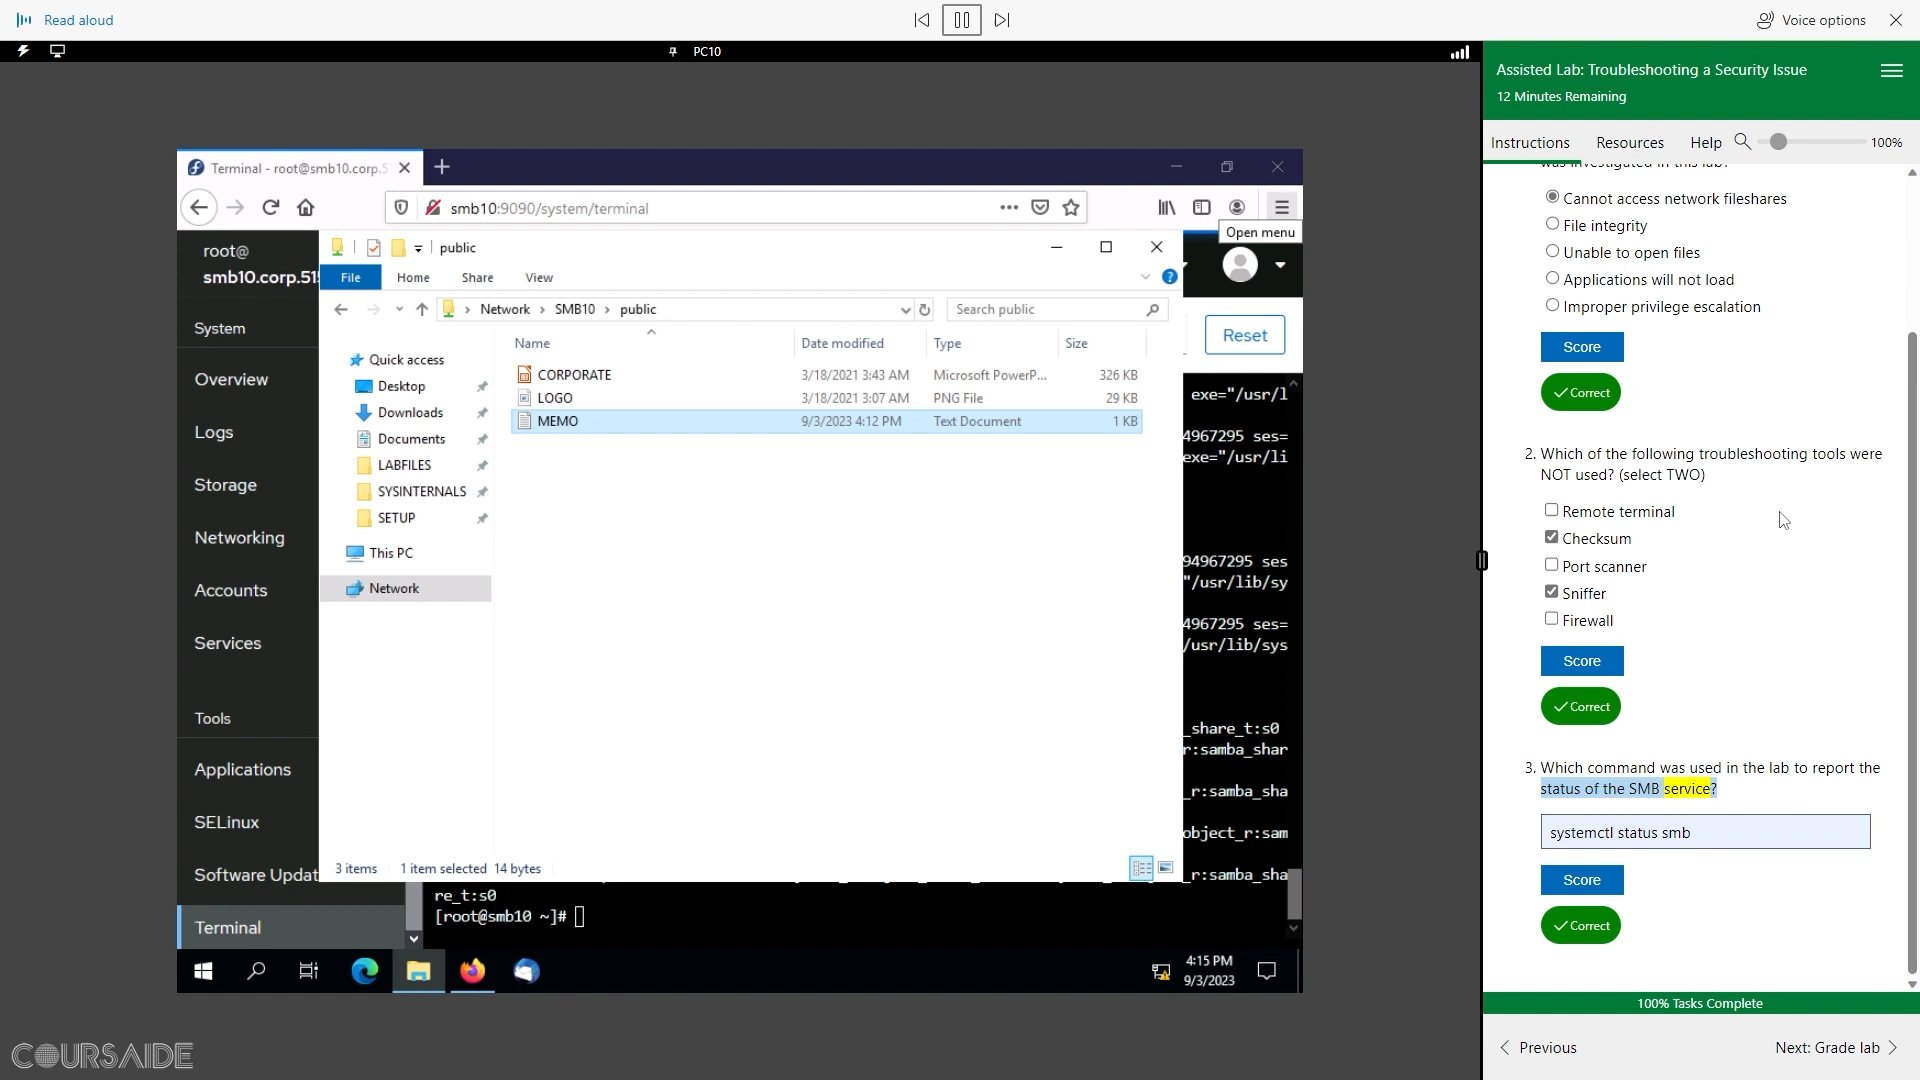 Read aloud
Voice options
PC10
Assisted Lab: Troubleshooting a Security Issue
12 Minutes Remaining
Instructions
Resources
Help
100%
Terminal - root@smb10.corp.5
smb10:9090/system/terminal
Open menu
root@
smb10.corp.51
System
Overview
Logs
Storage
Networking
Accounts
Services
Tools
Applications
SELinux
Software Updat
Terminal
public
File
Home
Share
View
Network
SMB10
public
Search public
Reset
Name
Date modified
Type
Size
Quick access
Desktop
Downloads
Documents
LABFILES
SYSINTERNALS
SETUP
This PC
Network
CORPORATE 3/18/2021 3:43 AM Microsoft PowerP... 326 KB
LOGO 3/18/2021 3:07 AM PNG File 29 KB
MEMO 9/3/2023 4:12 PM Text Document 1 KB
3 items
1 item selected 14 bytes
exe="/usr/l
4967295 ses=
exe="/usr/li
94967295 ses
"/usr/lib/sy
4967295 ses=
/usr/lib/sys
_share_t:s0
r:samba_shar
_r:samba_sha
object_r:sam
_r:samba_sha
re_t:s0
[root@smb10 ~]#
4:15 PM
9/3/2023
was investigated in this lab?
Cannot access network fileshares
File integrity
Unable to open files
Applications will not load
Improper privilege escalation
Score
Correct
2. Which of the following troubleshooting tools were
NOT used? (select TWO)
Remote terminal
Checksum
Port scanner
Sniffer
Firewall
Score
Correct
3. Which command was used in the lab to report the
status of the SMB service?
systemctl status smb
Score
Correct
100% Tasks Complete
Previous
Next: Grade lab
COURSAIDE